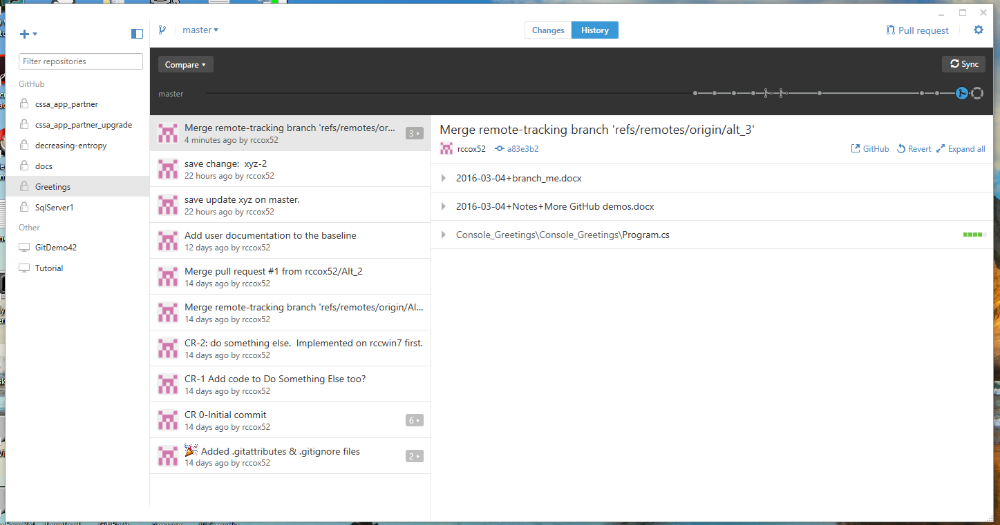 master
Changes
History
Pull request
Filter repositories
GitHub
cssa_app_partner
cssa_app_partner_upgrade
decreasing-entropy
docs
Greetings
SqlServer1
Other
GitDemo42
Tutorial
Compare
Sync
master
Merge remote-tracking branch 'refs/remotes/or...
4 minutes ago by rccox52
3
save change:  xyz-2
22 hours ago by rccox52
save update xyz on master.
22 hours ago by rccox52
Add user documentation to the baseline
12 days ago by rccox52
Merge pull request #1 from rccox52/Alt_2
14 days ago by rccox52
Merge remote-tracking branch 'refs/remotes/origin/Al...
14 days ago by rccox52
CR-2: do something else.  Implemented on rccwin7 first.
14 days ago by rccox52
CR-1 Add code to Do Something Else too?
14 days ago by rccox52
CR 0-Initial commit
14 days ago by rccox52
6
Added .gitattributes & .gitignore files
14 days ago by rccox52
2
Merge remote-tracking branch 'refs/remotes/origin/alt_3'
rccox52
a83e3b2
GitHub
Revert
Expand all
2016-03-04+branch_me.docx
2016-03-04+Notes+More GitHub demos.docx
Console_Greetings\Console_Greetings\Program.cs